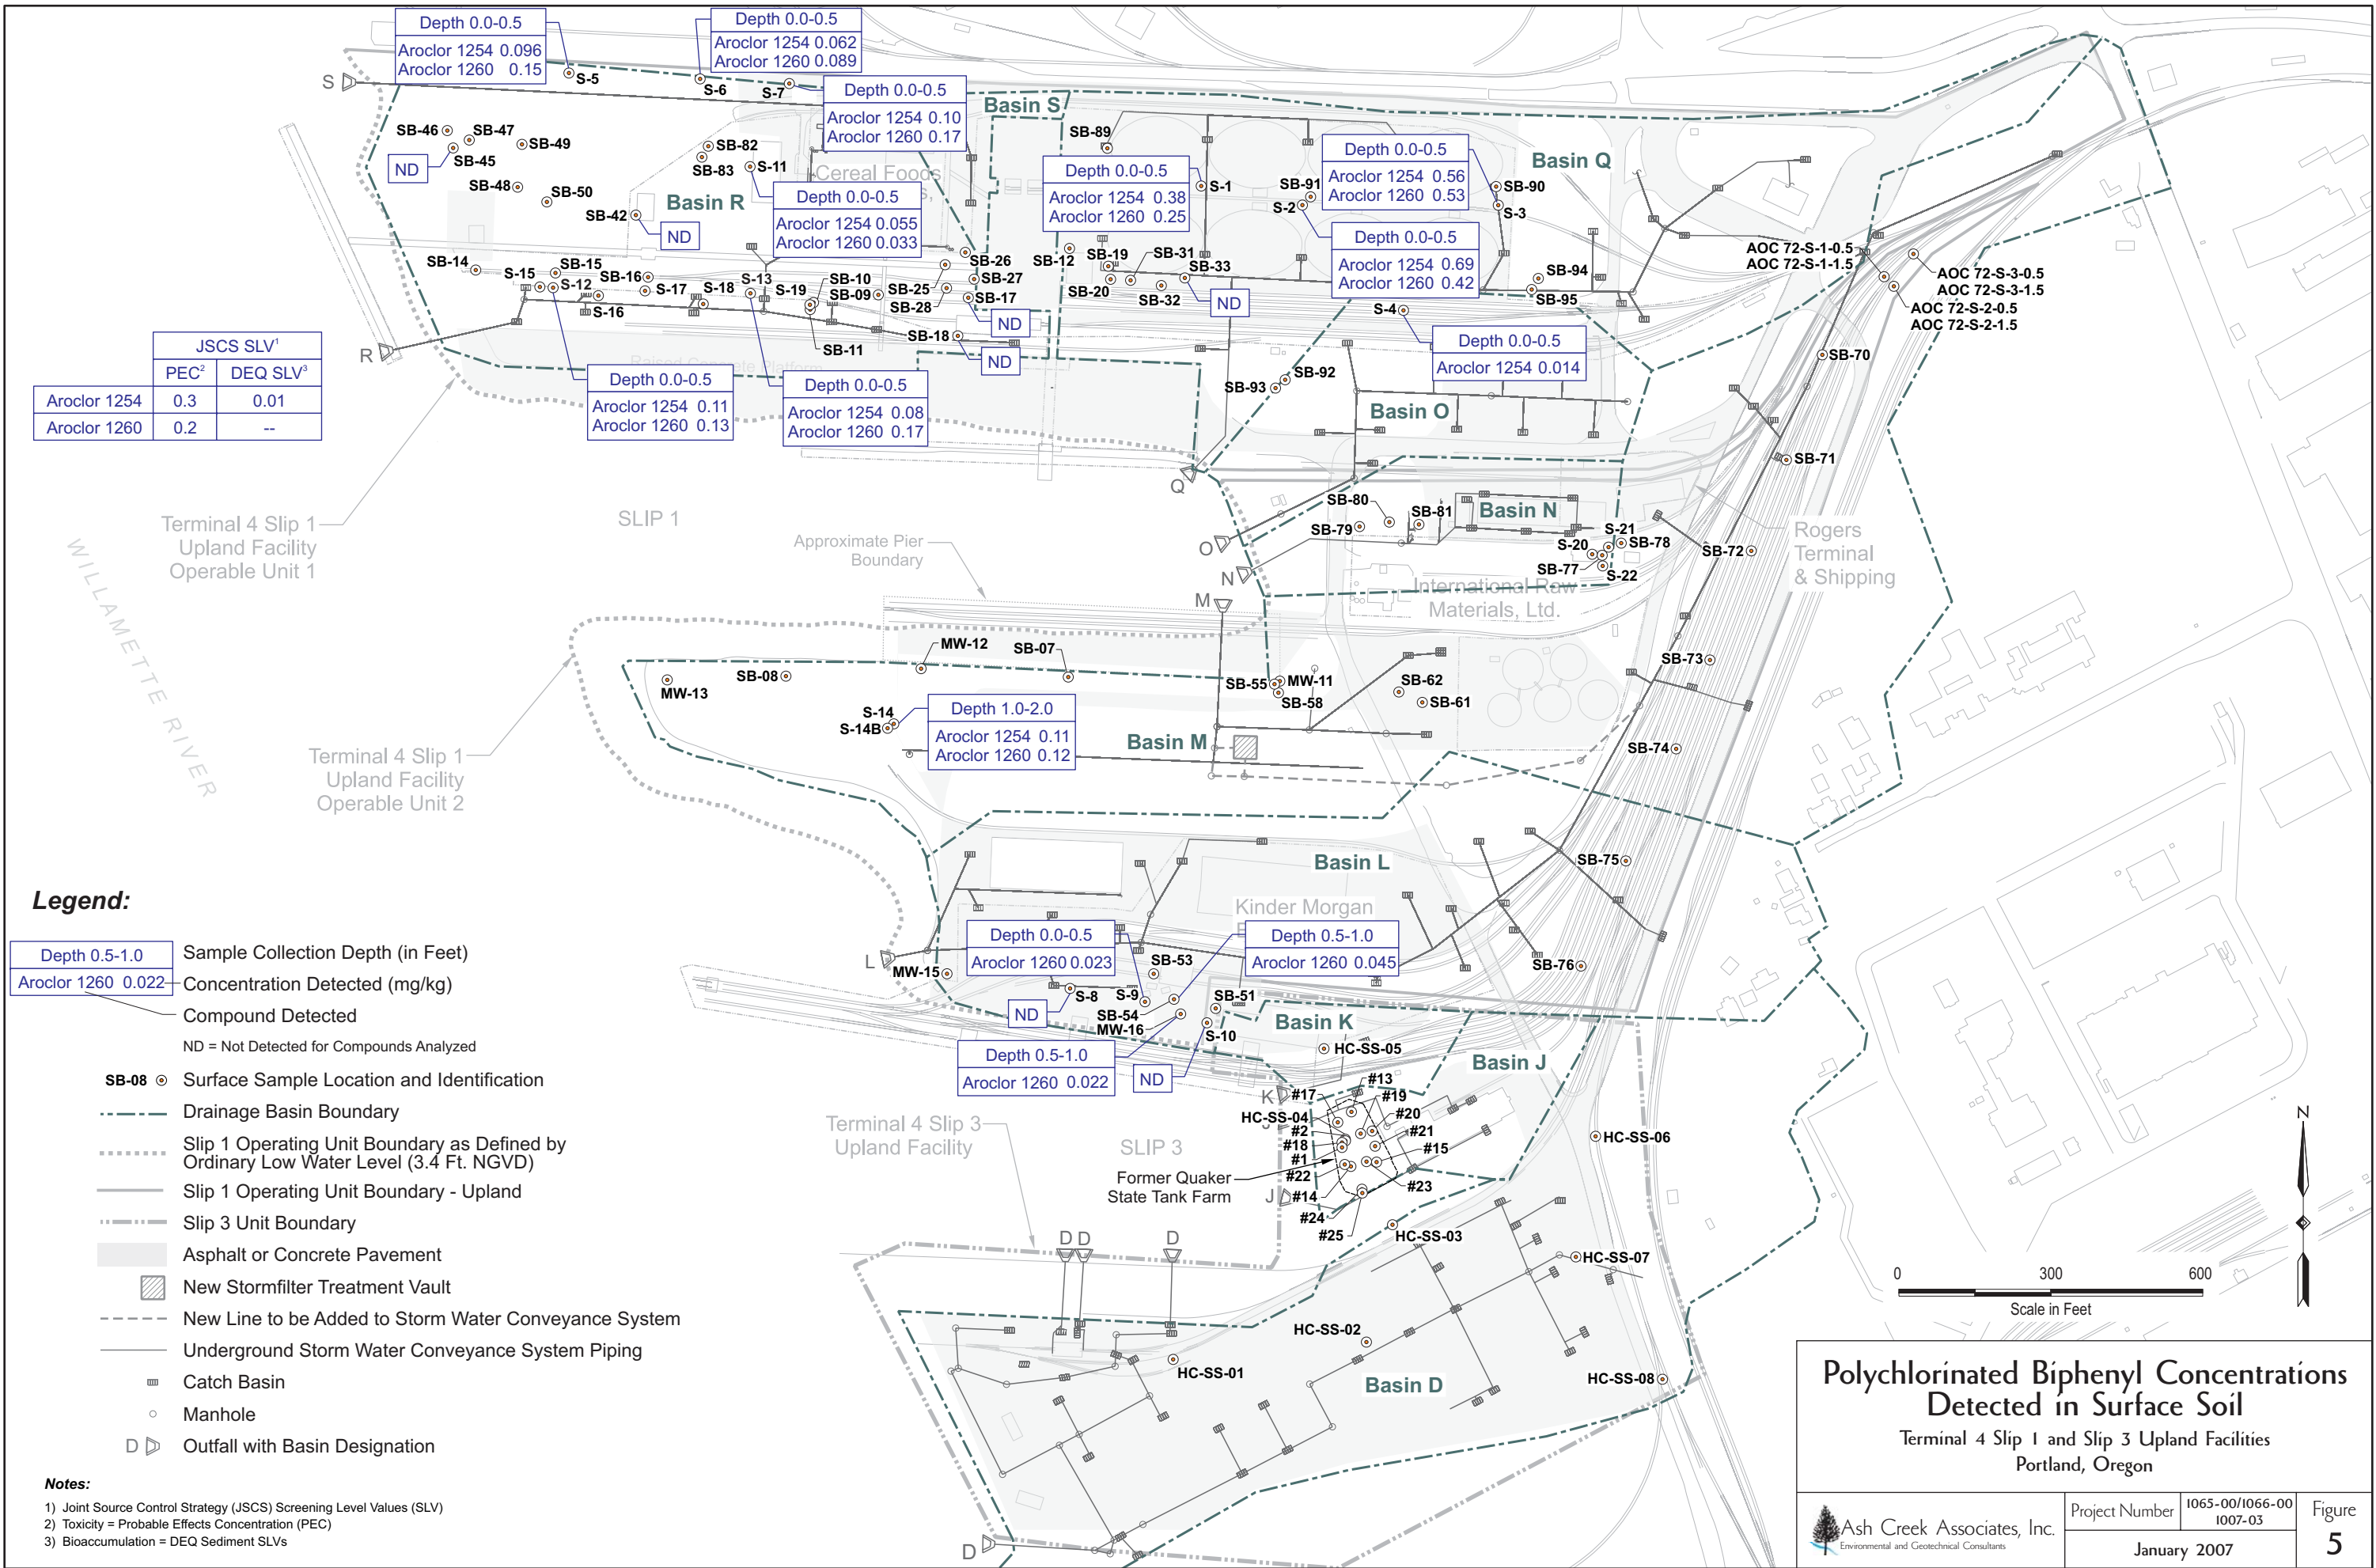 Depth 0.0-0.5
Aroclor 1254 0.096
Aroclor 1260 0.15
Depth 0.0-0.5
Aroclor 1254 0.062
Aroclor 1260 0.089
Depth 0.0-0.5
Aroclor 1254 0.10
Aroclor 1260 0.17
S
S-5
S-6
S-7
Basin S
SB-46
SB-47
SB-49
SB-45
ND
SB-48
SB-50
SB-42
ND
SB-82
SB-83
S-11
Basin R
Cereal Foods
Depth 0.0-0.5
Aroclor 1254 0.055
Aroclor 1260 0.033
SB-89
Depth 0.0-0.5
Aroclor 1254 0.38
Aroclor 1260 0.25
S-1
SB-91
S-2
Depth 0.0-0.5
Aroclor 1254 0.56
Aroclor 1260 0.53
SB-90
S-3
Basin Q
Depth 0.0-0.5
Aroclor 1254 0.69
Aroclor 1260 0.42
AOC 72-S-1-0.5
AOC 72-S-1-1.5
AOC 72-S-3-0.5
AOC 72-S-3-1.5
AOC 72-S-2-0.5
AOC 72-S-2-1.5
SB-14
S-15
SB-15
S-12
SB-16
S-16
S-17
S-18
S-13
S-19
SB-10
SB-09
SB-11
SB-25
SB-28
SB-26
SB-27
SB-17
ND
SB-18
ND
SB-12
SB-19
SB-20
SB-31
SB-32
SB-33
ND
SB-94
SB-95
S-4
Depth 0.0-0.5
Aroclor 1254 0.014
SB-70
R
Raised Concrete Platform
JSCS SLV1
PEC2 DEQ SLV3
Aroclor 1254 0.3 0.01
Aroclor 1260 0.2 --
Depth 0.0-0.5
Aroclor 1254 0.11
Aroclor 1260 0.13
Depth 0.0-0.5
Aroclor 1254 0.08
Aroclor 1260 0.17
SB-93
SB-92
Basin O
SB-71
Q
Terminal 4 Slip 1
Upland Facility
Operable Unit 1
SLIP 1
Approximate Pier
Boundary
WILLAMETTE RIVER
SB-80
SB-79
SB-81
Basin N
S-21
S-20
SB-78
SB-77
S-22
SB-72
Rogers
Terminal
& Shipping
O
N
M
International Raw
Materials, Ltd.
MW-12
SB-07
SB-08
MW-13
SB-55
MW-11
SB-58
SB-62
SB-61
SB-73
S-14
S-14B
Depth 1.0-2.0
Aroclor 1254 0.11
Aroclor 1260 0.12
Basin M
SB-74
Terminal 4 Slip 1
Upland Facility
Operable Unit 2
Basin L
SB-75
Kinder Morgan
L
MW-15
Depth 0.0-0.5
Aroclor 1260 0.023
SB-53
Depth 0.5-1.0
Aroclor 1260 0.045
SB-76
S-8
S-9
ND
SB-54
MW-16
SB-51
S-10
Depth 0.5-1.0
Aroclor 1260 0.022
ND
Basin K
HC-SS-05
Basin J
K
#17
#13
#19
HC-SS-04
#20
#2
#21
#18
#15
#1
#22
#23
#14
#24
#25
J
J
Former Quaker
State Tank Farm
Terminal 4 Slip 3
Upland Facility
SLIP 3
HC-SS-06
HC-SS-03
HC-SS-07
D D
D
HC-SS-02
HC-SS-01
Basin D
HC-SS-08
D
N
0 300 600
Scale in Feet
Legend:
Depth 0.5-1.0
Aroclor 1260 0.022
Sample Collection Depth (in Feet)
Concentration Detected (mg/kg)
Compound Detected
ND = Not Detected for Compounds Analyzed
SB-08 Surface Sample Location and Identification
Drainage Basin Boundary
Slip 1 Operating Unit Boundary as Defined by
Ordinary Low Water Level (3.4 Ft. NGVD)
Slip 1 Operating Unit Boundary - Upland
Slip 3 Unit Boundary
Asphalt or Concrete Pavement
New Stormfilter Treatment Vault
New Line to be Added to Storm Water Conveyance System
Underground Storm Water Conveyance System Piping
Catch Basin
Manhole
D Outfall with Basin Designation
Notes:
1) Joint Source Control Strategy (JSCS) Screening Level Values (SLV)
2) Toxicity = Probable Effects Concentration (PEC)
3) Bioaccumulation = DEQ Sediment SLVs
Polychlorinated Biphenyl Concentrations
Detected in Surface Soil
Terminal 4 Slip 1 and Slip 3 Upland Facilities
Portland, Oregon
Ash Creek Associates, Inc.
Environmental and Geotechnical Consultants
Project Number
1065-00/1066-00
1007-03
January 2007
Figure
5